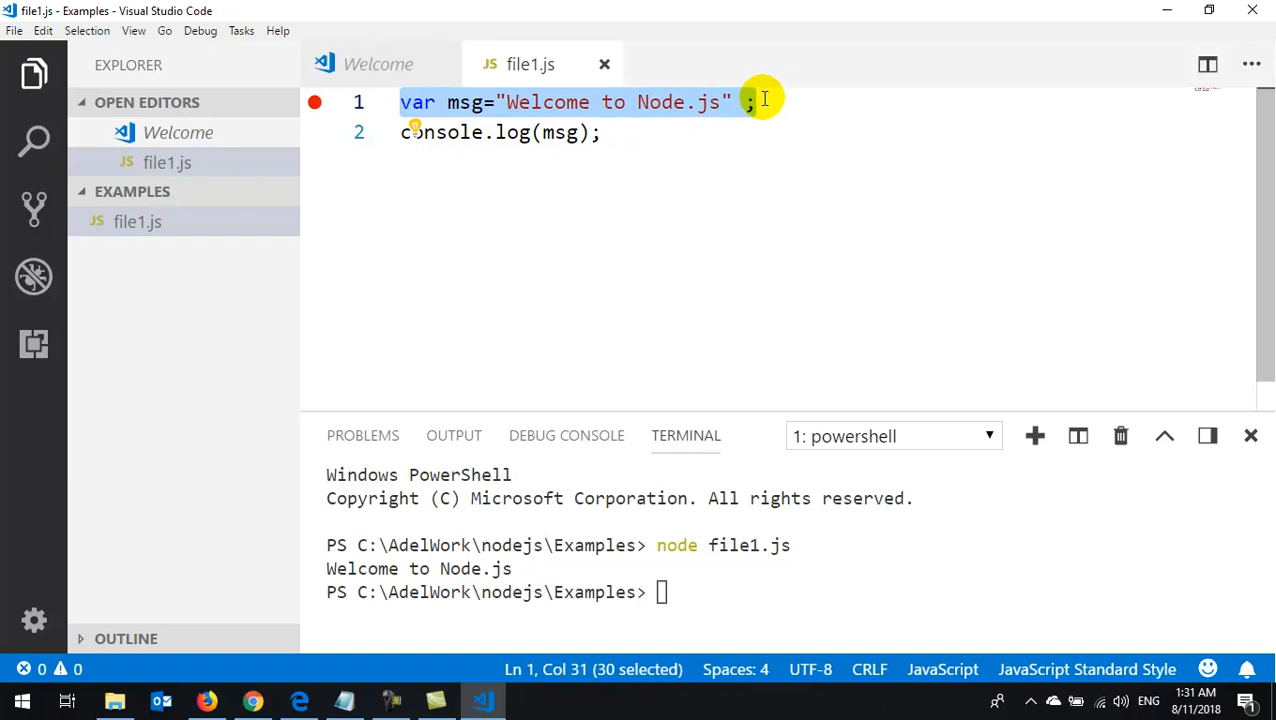 file1.js - Examples - Visual Studio Code
File Edit Selection View Go Debug Tasks Help
EXPLORER
OPEN EDITORS
Welcome
JS file1.js
EXAMPLES
JS file1.js
OUTLINE
Welcome
JS file1.js
1 var msg="Welcome to Node.js" ;
2 console.log(msg);
PROBLEMS OUTPUT DEBUG CONSOLE TERMINAL 1: powershell
Windows PowerShell
Copyright (C) Microsoft Corporation. All rights reserved.
PS C:\AdelWork\nodejs\Examples> node file1.js
Welcome to Node.js
PS C:\AdelWork\nodejs\Examples>
0 0 Ln 1, Col 31 (30 selected) Spaces: 4 UTF-8 CRLF JavaScript JavaScript Standard Style
ENG 1:31 AM
8/11/2018
1